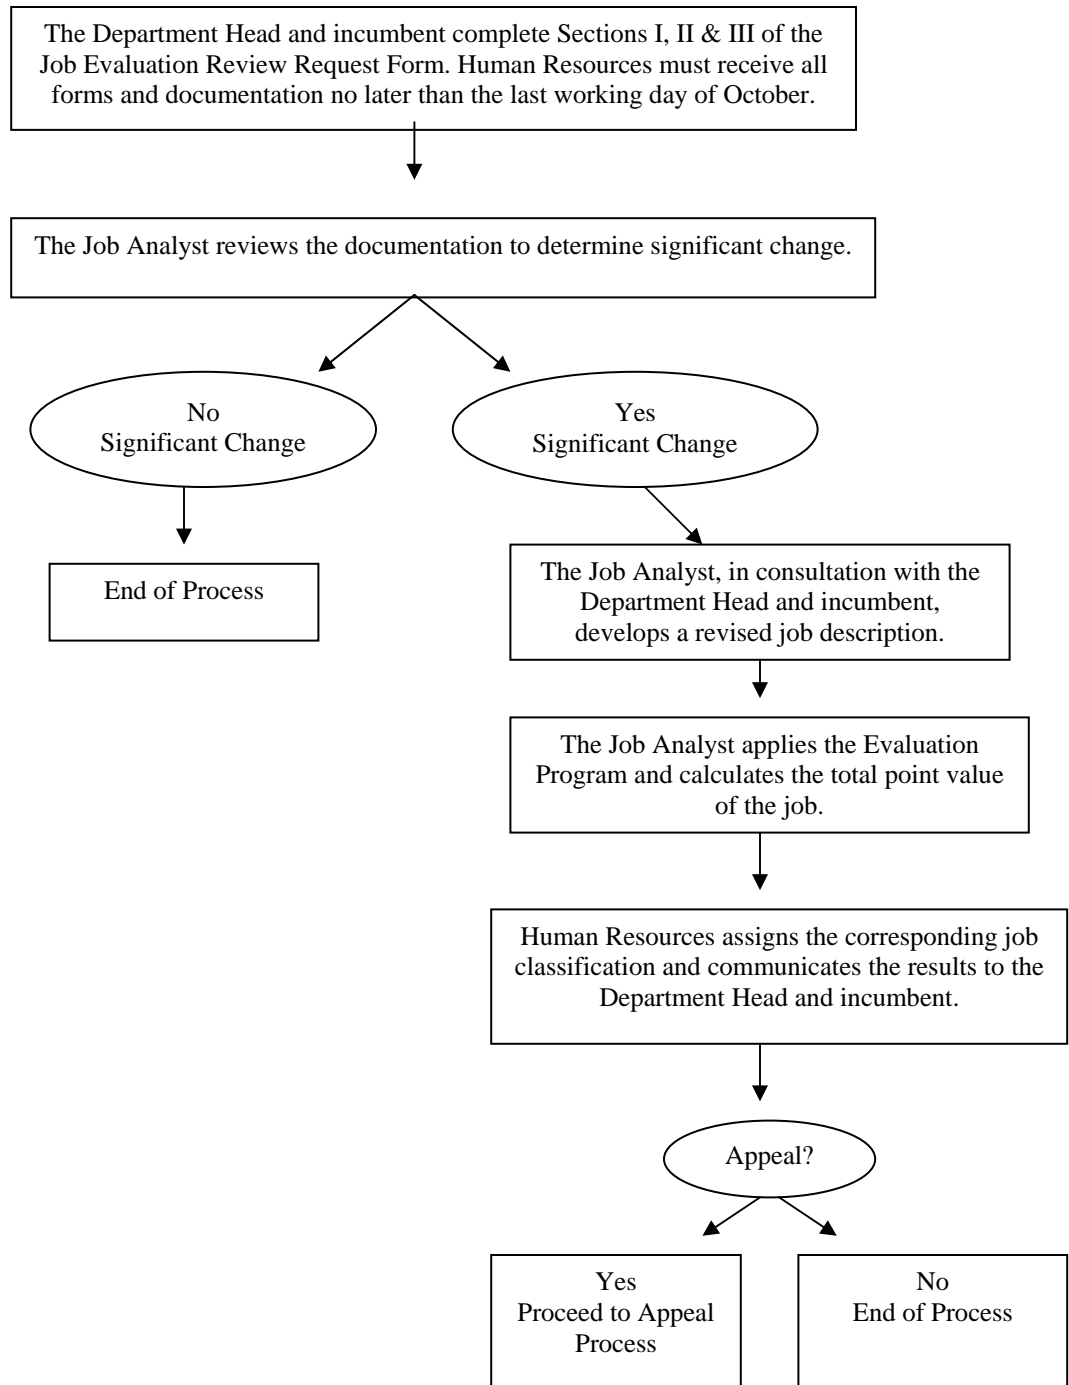 The Department Head and incumbent complete Sections I, II & III of the
Job Evaluation Review Request Form. Human Resources must receive all
forms and documentation no later than the last working day of October.
The Job Analyst reviews the documentation to determine significant change.
No
Significant Change
Yes
Significant Change
End of Process
The Job Analyst, in consultation with the
Department Head and incumbent,
develops a revised job description.
The Job Analyst applies the Evaluation
Program and calculates the total point value
of the job.
Human Resources assigns the corresponding job
classification and communicates the results to the
Department Head and incumbent.
Appeal?
Yes
Proceed to Appeal
Process
No
End of Process